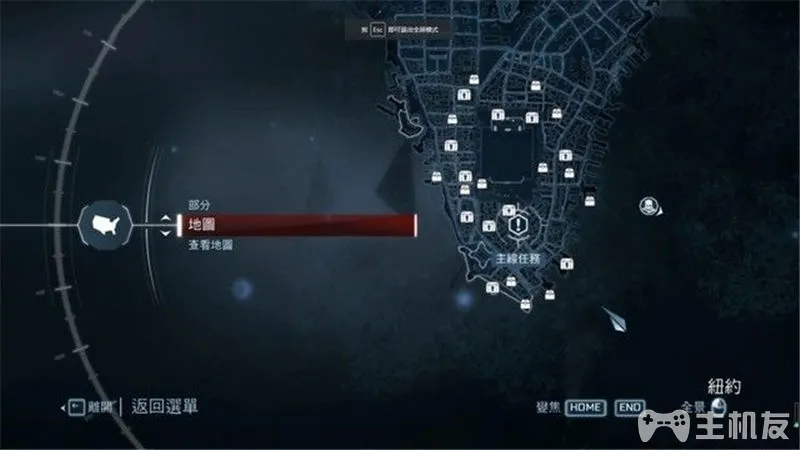 按 Esc 即可退出全屏模式
部分
地圖
查看地圖
主線任務
紐約
離開 返回選單
變焦 HOME END 全景
主机友